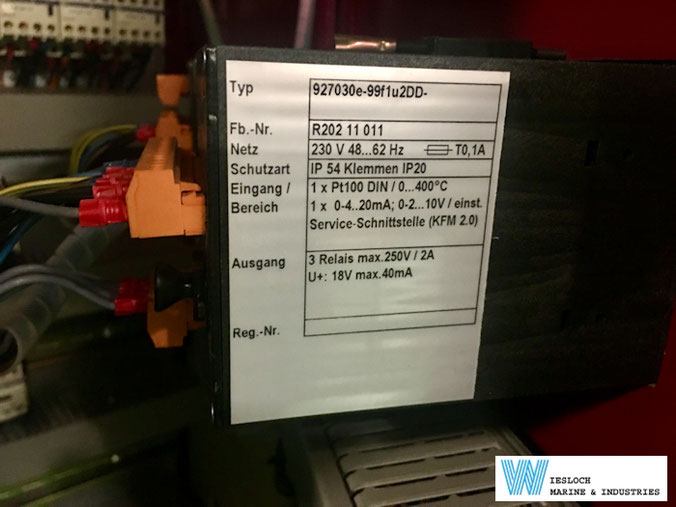 Typ 927030e-99f1u2DD-
Fb.-Nr. R202 11 011
Netz 230 V 48...62 Hz T0,1A
Schutzart IP 54 Klemmen IP20
Eingang / 1 x Pt100 DIN / 0...400°C
Bereich 1 x 0-4..20mA; 0-2...10V / einst.
Service-Schnittstelle (KFM 2.0)
Ausgang 3 Relais max.250V / 2A
U+: 18V max.40mA
Reg.-Nr.
W IESLOCH
MARINE & INDUSTRIES